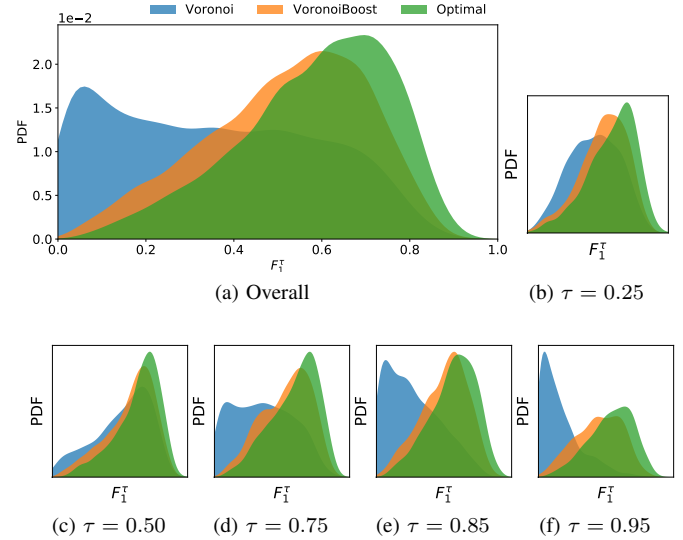 Voronoi VoronoiBoost Optimal
1e−2
PDF
2.0
1.5
1.0
0.5
0.0
0.0 0.2 0.4 0.6 0.8 1.0
F₁^τ
(a) Overall
PDF
F₁^τ
(b) τ = 0.25
PDF PDF PDF PDF
F₁^τ F₁^τ F₁^τ F₁^τ
(c) τ = 0.50 (d) τ = 0.75 (e) τ = 0.85 (f) τ = 0.95